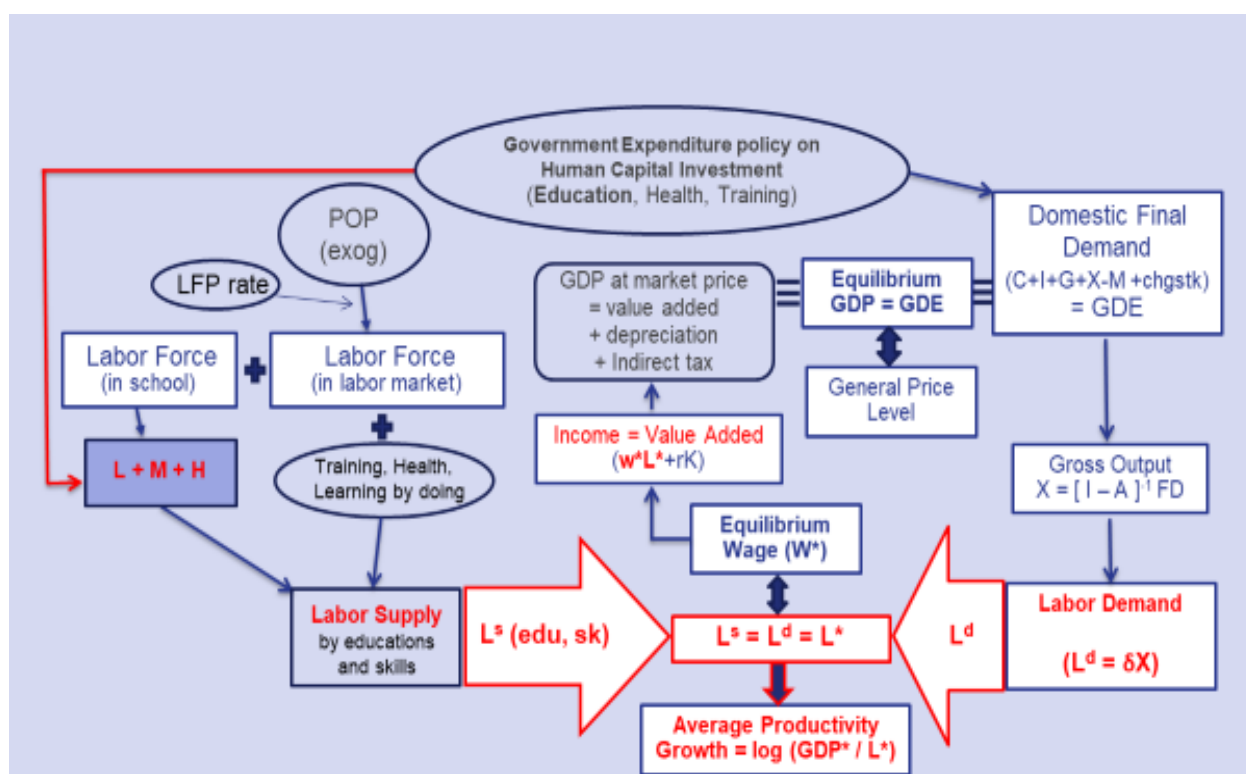 Government Expenditure policy on
Human Capital Investment
(Education, Health, Training)
POP
(exog)
LFP rate
Labor Force
(in school)
Labor Force
(in labor market)
L + M + H
Training, Health,
Learning by doing
Labor Supply
by educations
and skills
GDP at market price
= value added
+ depreciation
+ Indirect tax
Equilibrium
GDP = GDE
Domestic Final
Demand
(C+I+G+X-M +chgstk)
= GDE
General Price
Level
Income = Value Added
(w*L*+rK)
Gross Output
X = [ I – A ]-1 FD
Equilibrium
Wage (W*)
Ls (edu, sk)
Ls = Ld = L*
Ld
Labor Demand
(Ld = δX)
Average Productivity
Growth = log (GDP* / L*)